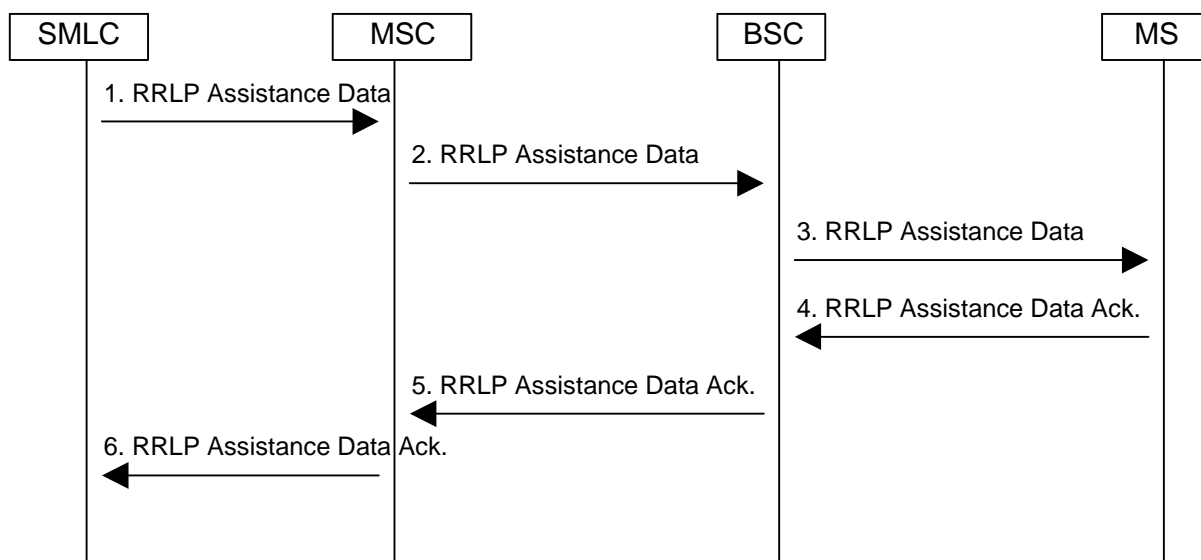 SMLC
MSC
BSC
MS
1. RRLP Assistance Data
2. RRLP Assistance Data
3. RRLP Assistance Data
4. RRLP Assistance Data Ack.
5. RRLP Assistance Data Ack.
6. RRLP Assistance Data Ack.